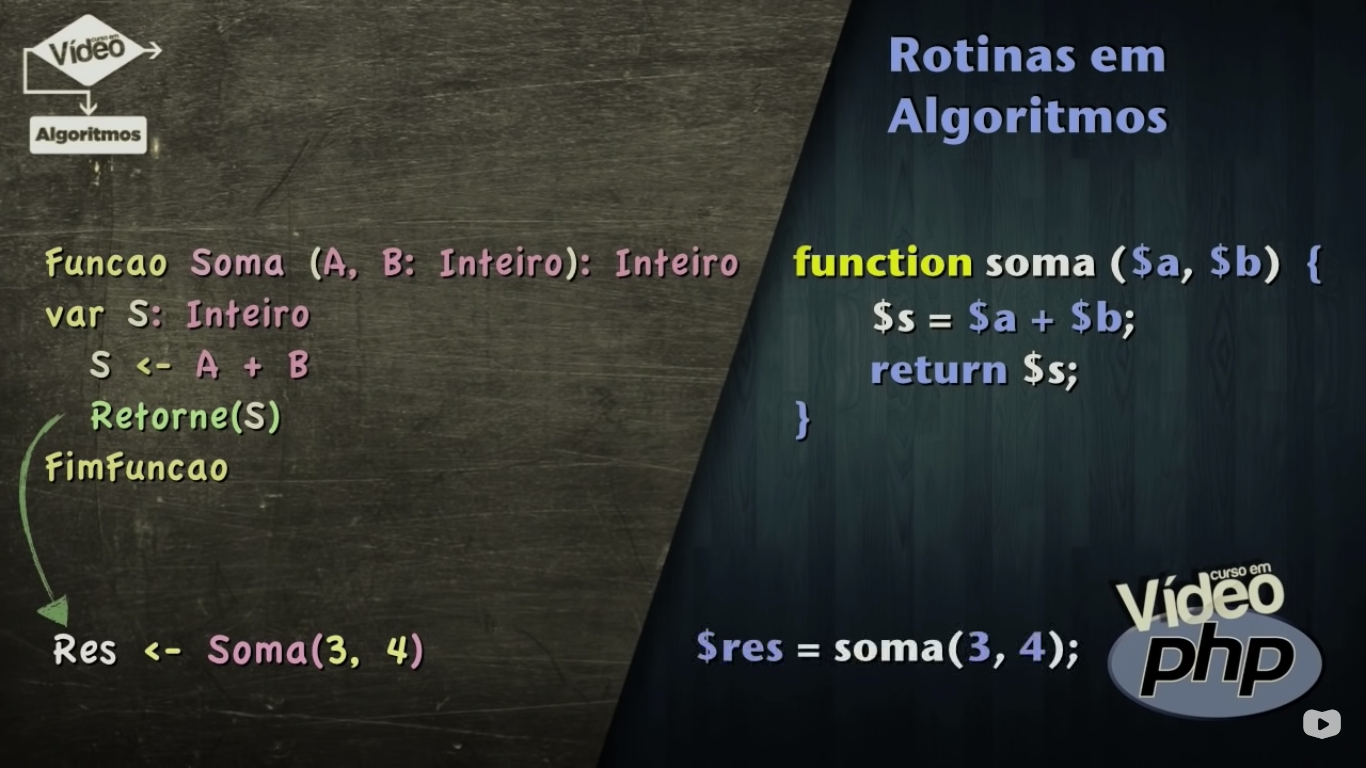 curso em
Vídeo
Algoritmos
Rotinas em
Algoritmos
Funcao Soma (A, B: Inteiro): Inteiro
var S: Inteiro
S <- A + B
Retorne(S)
FimFuncao
Res <- Soma(3, 4)
function soma ($a, $b) {
$s = $a + $b;
return $s;
}
$res = soma(3, 4);
curso em
Vídeo
php